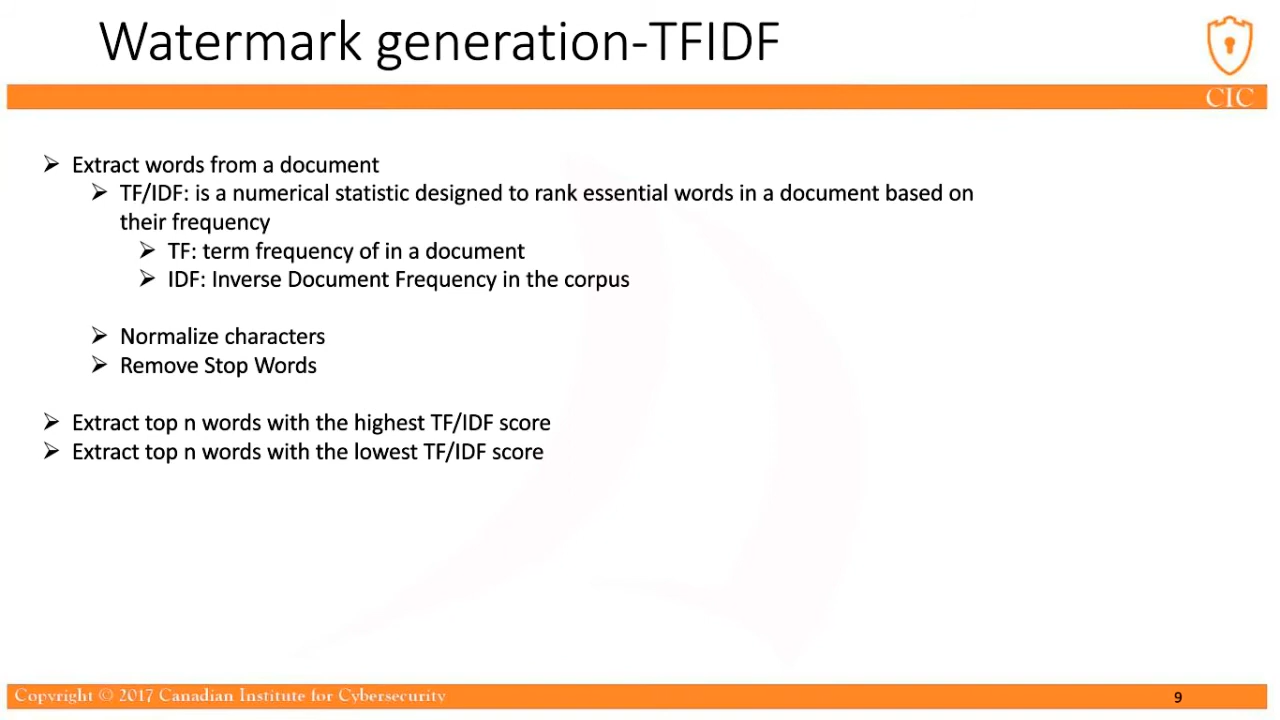 Watermark generation-TFIDF
CIC
Extract words from a document
TF/IDF: is a numerical statistic designed to rank essential words in a document based on
their frequency
TF: term frequency of in a document
IDF: Inverse Document Frequency in the corpus
Normalize characters
Remove Stop Words
Extract top n words with the highest TF/IDF score
Extract top n words with the lowest TF/IDF score
Copyright © 2017 Canadian Institute for Cybersecurity
9